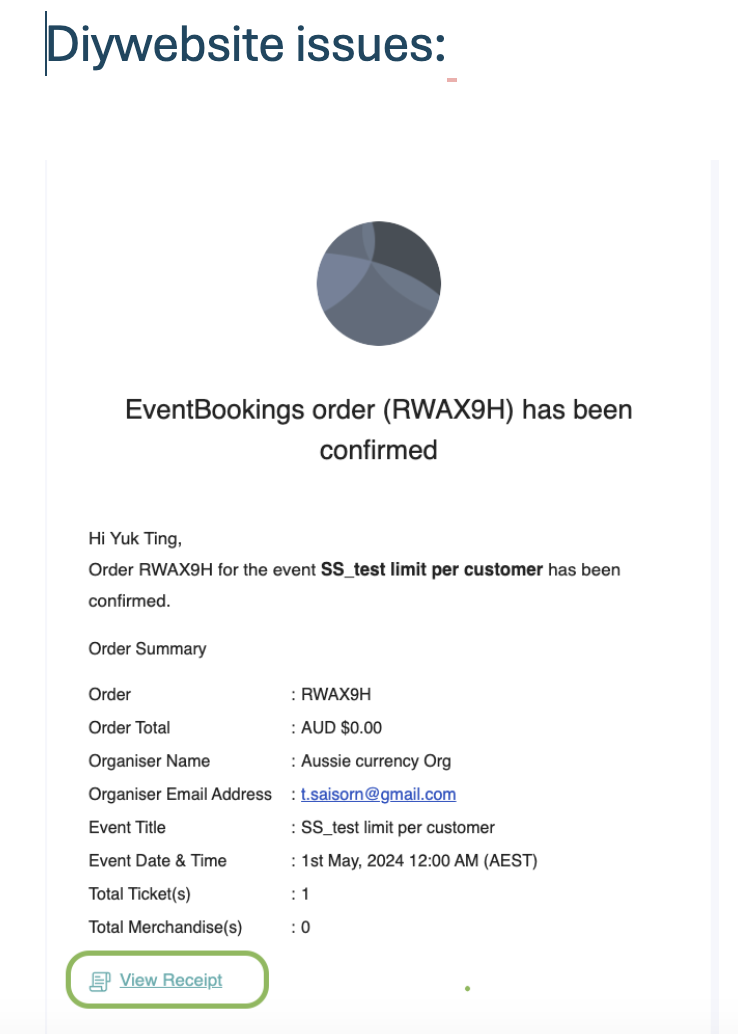 Diywebsite issues:
EventBookings order (RWAX9H) has been
confirmed
Hi Yuk Ting,
Order RWAX9H for the event SS_test limit per customer has been
confirmed.
Order Summary
Order : RWAX9H
Order Total : AUD $0.00
Organiser Name : Aussie currency Org
Organiser Email Address : t.saisorn@gmail.com
Event Title : SS_test limit per customer
Event Date & Time : 1st May, 2024 12:00 AM (AEST)
Total Ticket(s) : 1
Total Merchandise(s) : 0
View Receipt